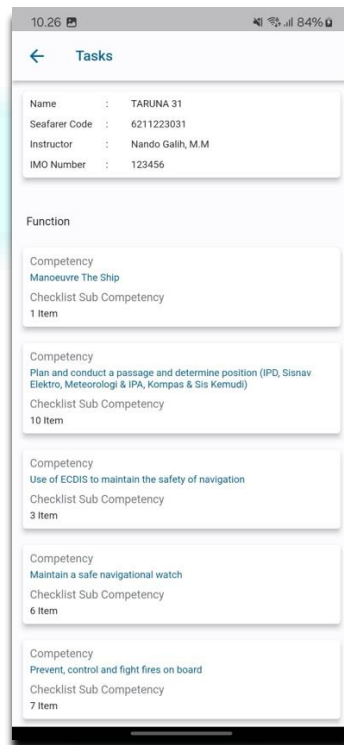 10.26 84%
Tasks
Name : TARUNA 31
Seafarer Code : 6211223031
Instructor : Nando Galih, M.M
IMO Number : 123456
Function
Competency
Manoeuvre The Ship
Checklist Sub Competency
1 Item
Competency
Plan and conduct a passage and determine position (IPD, Sisnav
Elektro, Meteorologi & IPA, Kompas & Sis Kemudi)
Checklist Sub Competency
10 Item
Competency
Use of ECDIS to maintain the safety of navigation
Checklist Sub Competency
3 Item
Competency
Maintain a safe navigational watch
Checklist Sub Competency
6 Item
Competency
Prevent, control and fight fires on board
Checklist Sub Competency
7 Item